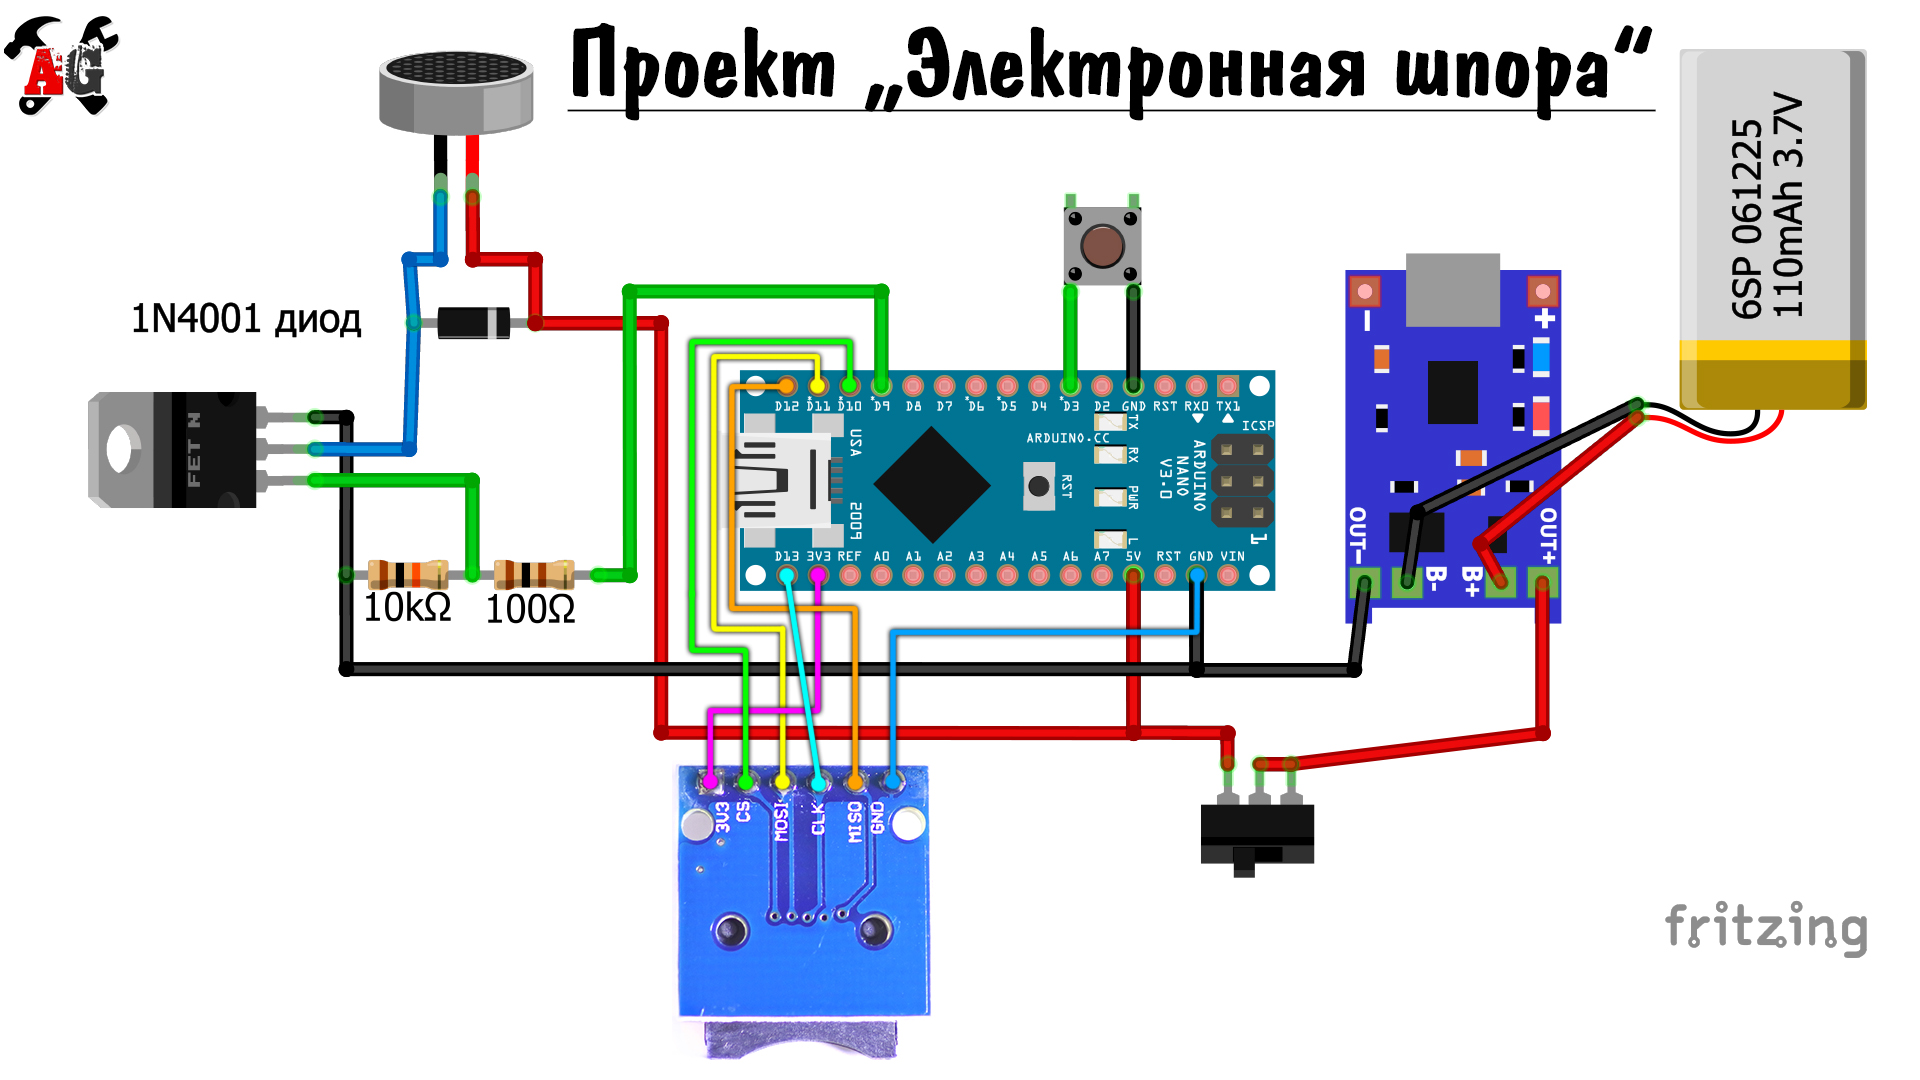 AG
Проект „Электронная шпора“
6SP 061225
110mAh 3.7V
1N4001 диод
FET N
10kΩ
100Ω
D12 D11 D10 D9 D8 D7 D6 D5 D4 D3 D2 GND RST RX0 TX1
USA
2009
ARDUINO.CC
RST
TX
RX
PWR
L
ARDUINO
NANO
V3.0
ICSP
1
D13 3V3 REF A0 A1 A2 A3 A4 A5 A6 A7 5V RST GND VIN
- +
OUT-
B-
B+
OUT+
3V3
CS
MOSI
CLK
MISO
GND
fritzing